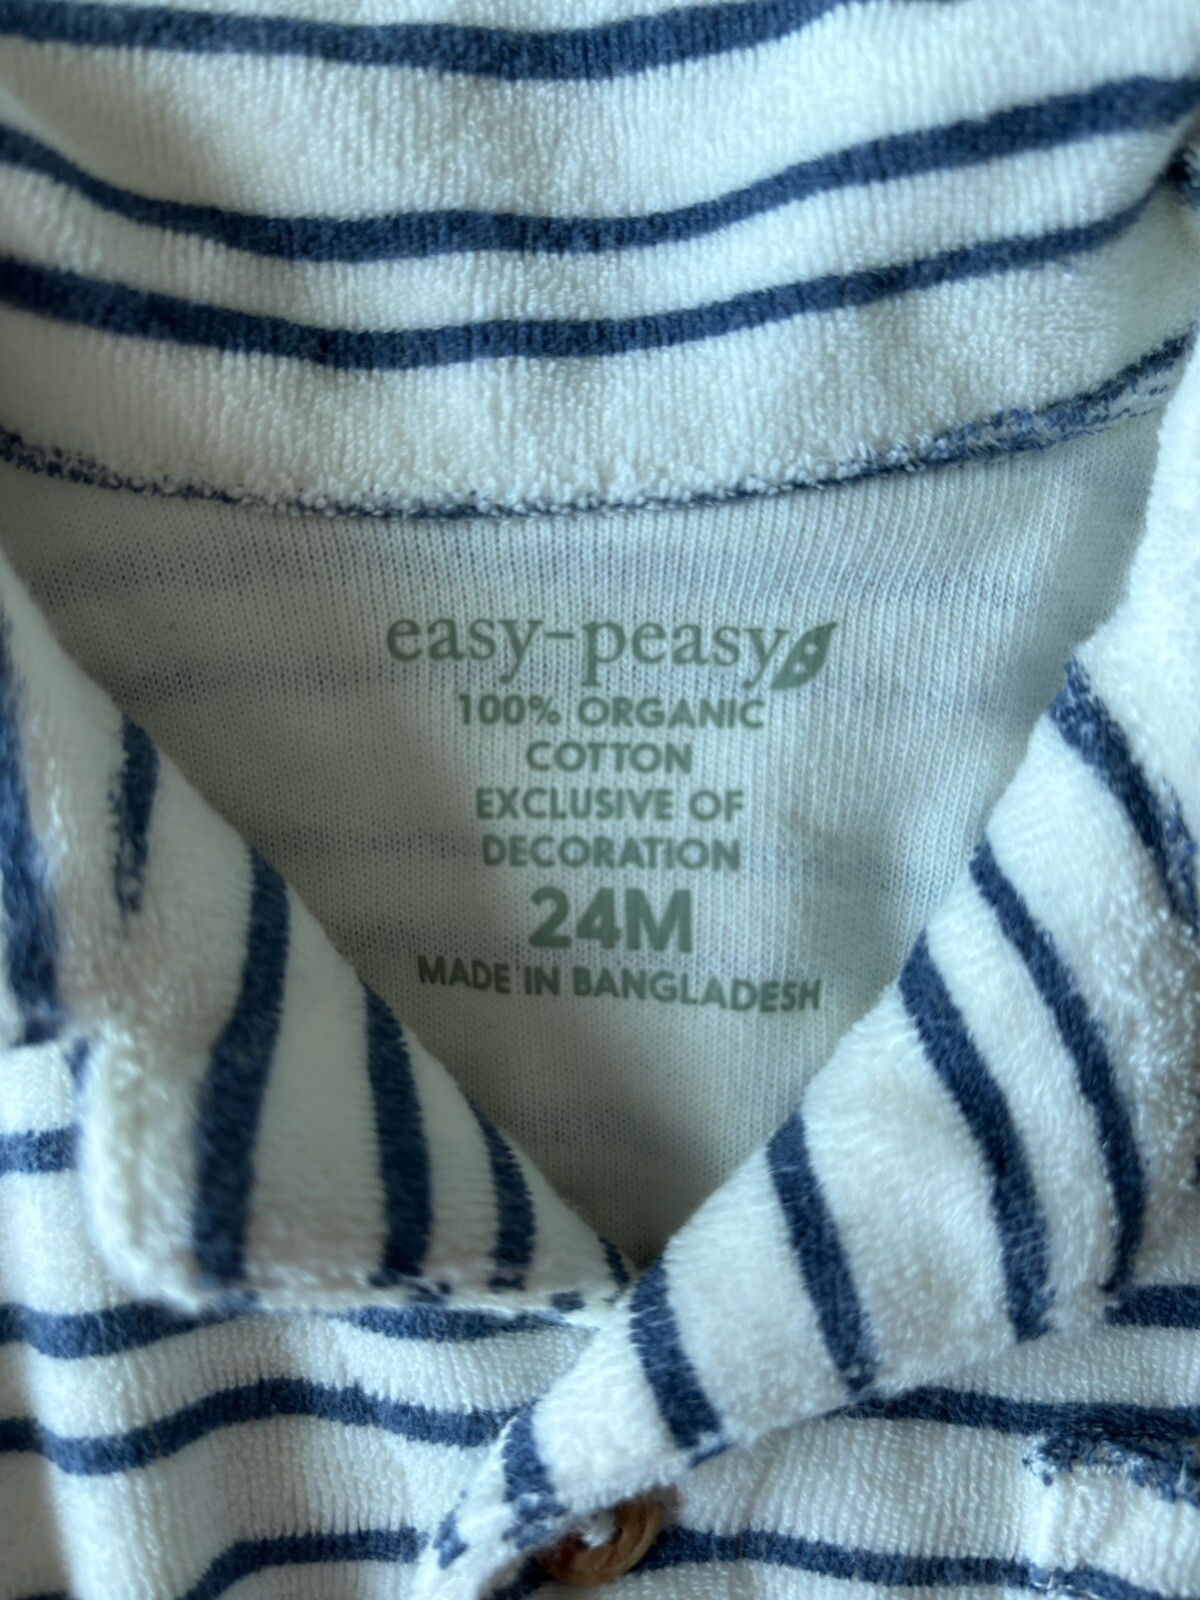 easy-peasy
100% ORGANIC
COTTON
EXCLUSIVE OF
DECORATION
24M
MADE IN BANGLADESH